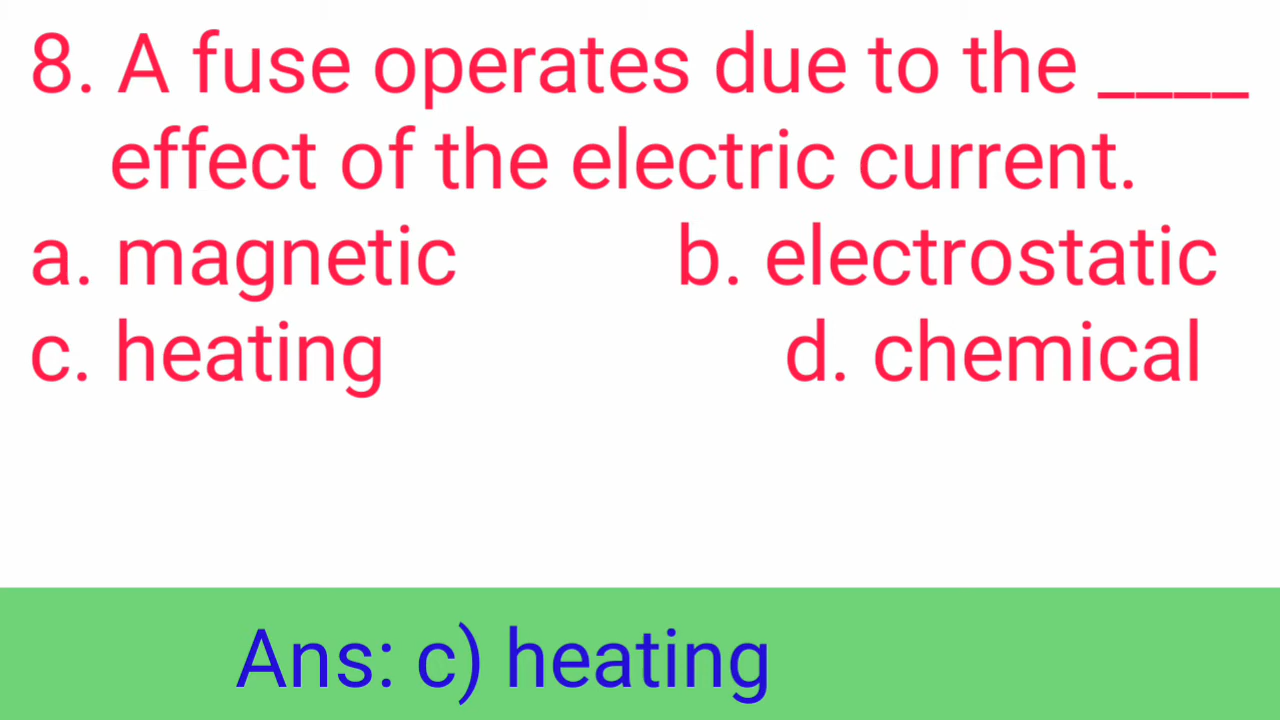 8. A fuse operates due to the ____
effect of the electric current.
a. magnetic b. electrostatic
c. heating d. chemical
Ans: c) heating